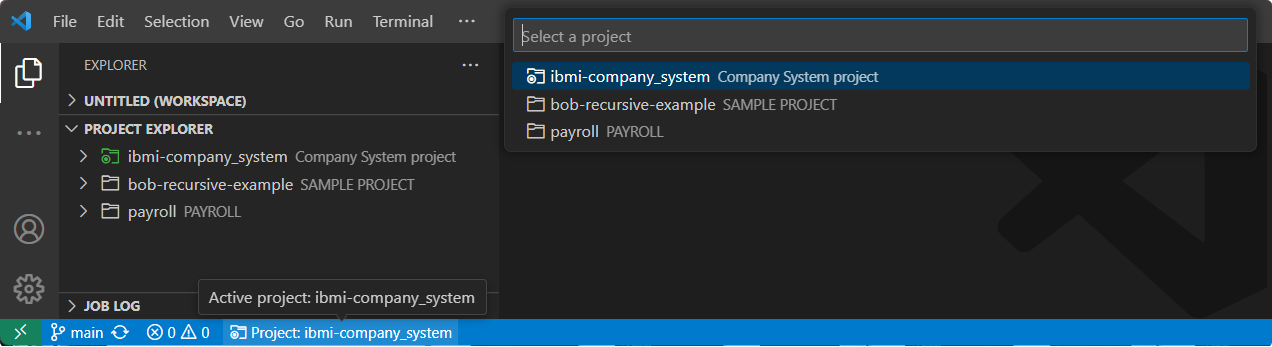 File Edit Selection View Go Run Terminal ···
Select a project
ibmi-company_system Company System project
bob-recursive-example SAMPLE PROJECT
payroll PAYROLL
EXPLORER ···
UNTITLED (WORKSPACE)
PROJECT EXPLORER
ibmi-company_system Company System project
bob-recursive-example SAMPLE PROJECT
payroll PAYROLL
JOB LOG
Active project: ibmi-company_system
main 0 0 Project: ibmi-company_system